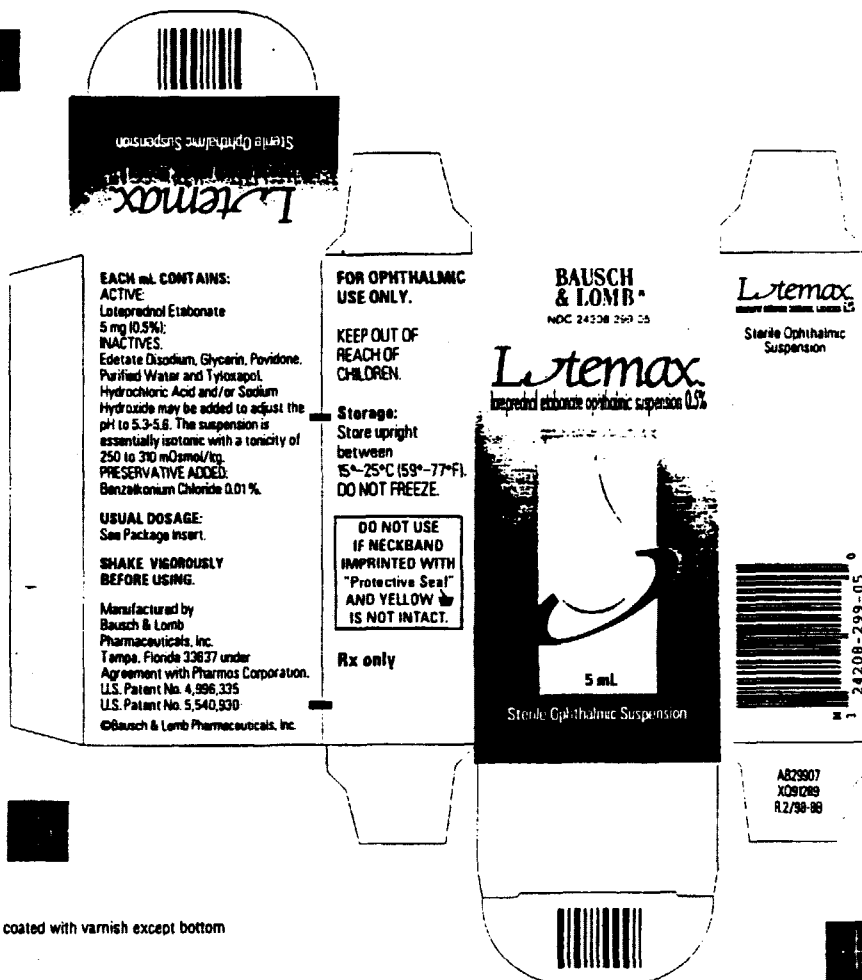 Sterile Ophthalmic Suspension
Lotemax
EACH mL CONTAINS:
ACTIVE:
Loteprednol Etabonate
5 mg (0.5%);
INACTIVES:
Edetate Disodium, Glycerin, Povidone,
Purified Water and Tyloxapol.
Hydrochloric Acid and/or Sodium
Hydroxide may be added to adjust the
pH to 5.3-5.6. The suspension is
essentially isotonic with a tonicity of
250 to 310 mOsmol/kg.
PRESERVATIVE ADDED:
Benzalkonium Chloride 0.01%.
USUAL DOSAGE:
See Package Insert.
SHAKE VIGOROUSLY
BEFORE USING.
Manufactured by
Bausch & Lomb
Pharmaceuticals, Inc.
Tampa, Florida 33637 under
Agreement with Pharmos Corporation.
U.S. Patent No. 4,996,335
U.S. Patent No. 5,540,930
©Bausch & Lomb Pharmaceuticals, Inc.
FOR OPHTHALMIC
USE ONLY.
KEEP OUT OF
REACH OF
CHILDREN.
Storage:
Store upright
between
15°–25°C (59°–77°F).
DO NOT FREEZE.
DO NOT USE
IF NECKBAND
IMPRINTED WITH
"Protective Seal"
AND YELLOW
IS NOT INTACT.
Rx only
BAUSCH
& LOMB®
NDC 24208-299-05
Lotemax
loteprednol etabonate ophthalmic suspension 0.5%
5 mL
Sterile Ophthalmic Suspension
Lotemax
Sterile Ophthalmic
Suspension
3 24208-299-05 0
N
AB29907
XO91289
R.2/98-8B
coated with varnish except bottom